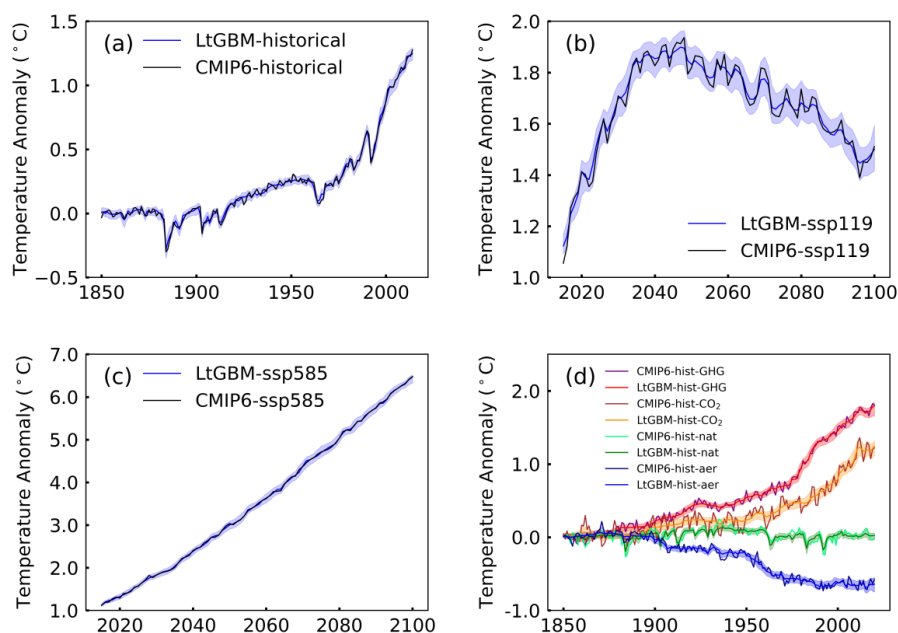 (a)
LtGBM-historical
CMIP6-historical
Temperature Anomaly (°C)
1.5
1.0
0.5
0.0
−0.5
1850 1900 1950 2000
(b)
LtGBM-ssp119
CMIP6-ssp119
Temperature Anomaly (°C)
2.0
1.8
1.6
1.4
1.2
1.0
2020 2040 2060 2080 2100
(c)
LtGBM-ssp585
CMIP6-ssp585
Temperature Anomaly (°C)
7.0
6.0
5.0
4.0
3.0
2.0
1.0
2020 2040 2060 2080 2100
(d)
CMIP6-hist-GHG
LtGBM-hist-GHG
CMIP6-hist-CO₂
LtGBM-hist-CO₂
CMIP6-hist-nat
LtGBM-hist-nat
CMIP6-hist-aer
LtGBM-hist-aer
Temperature Anomaly (°C)
2.0
1.0
0.0
-1.0
1850 1900 1950 2000